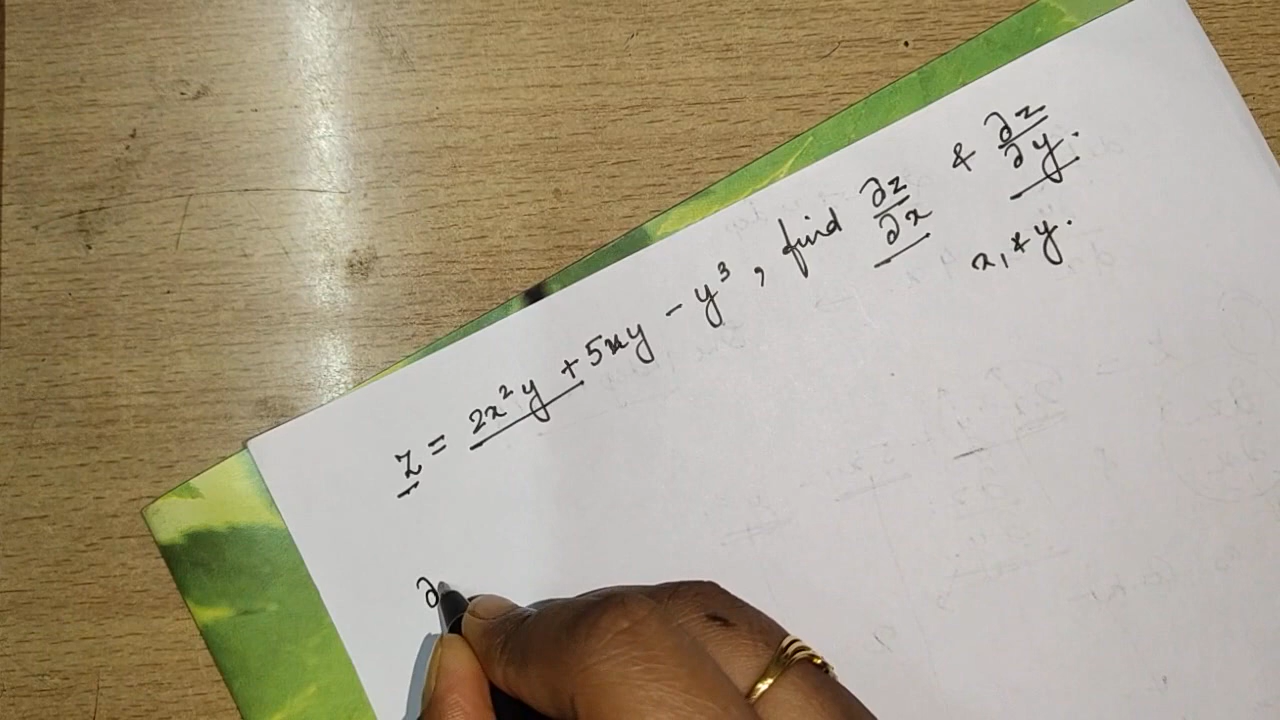 z = 2x²y + 5xy - y³, find ∂z/∂x & ∂z/∂y.
x, & y.
∂